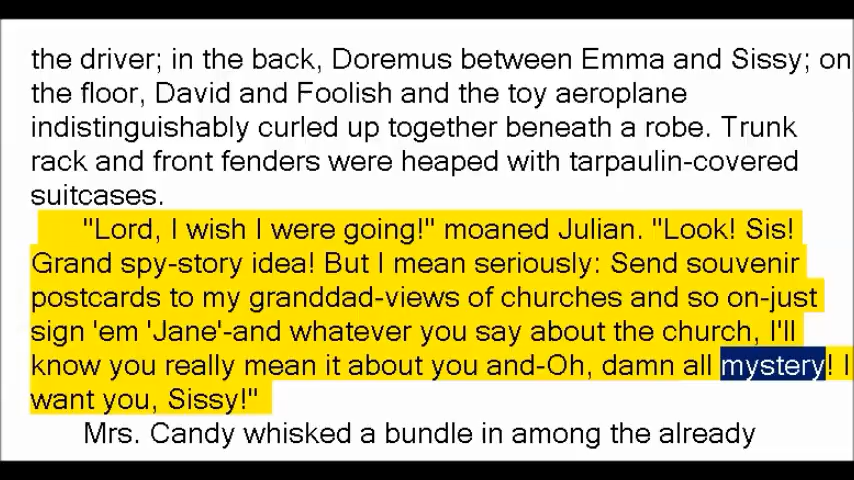 the driver; in the back, Doremus between Emma and Sissy; on
the floor, David and Foolish and the toy aeroplane
indistinguishably curled up together beneath a robe. Trunk
rack and front fenders were heaped with tarpaulin-covered
suitcases.
"Lord, I wish I were going!" moaned Julian. "Look! Sis!
Grand spy-story idea! But I mean seriously: Send souvenir
postcards to my granddad-views of churches and so on-just
sign 'em 'Jane'-and whatever you say about the church, I'll
know you really mean it about you and-Oh, damn all mystery! I
want you, Sissy!"
Mrs. Candy whisked a bundle in among the already